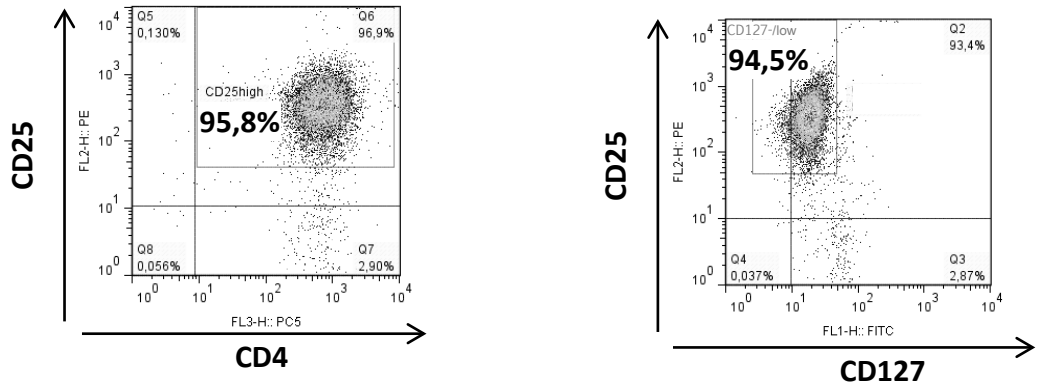 10^4
Q5
0,130%
Q6
96,9%
10^3
CD25high
95,8%
10^2
10^1
Q8
0,056%
Q7
2,90%
10^0
10^0 10^1 10^2 10^3 10^4
FL3-H:: PC5
FL2-H:: PE
CD25
CD4
10^4
CD127-/low
94,5%
Q2
93,4%
10^3
10^2
10^1
Q4
0,037%
Q3
2,87%
10^0
10^0 10^1 10^2 10^3 10^4
FL1-H:: FITC
FL2-H:: PE
CD25
CD127